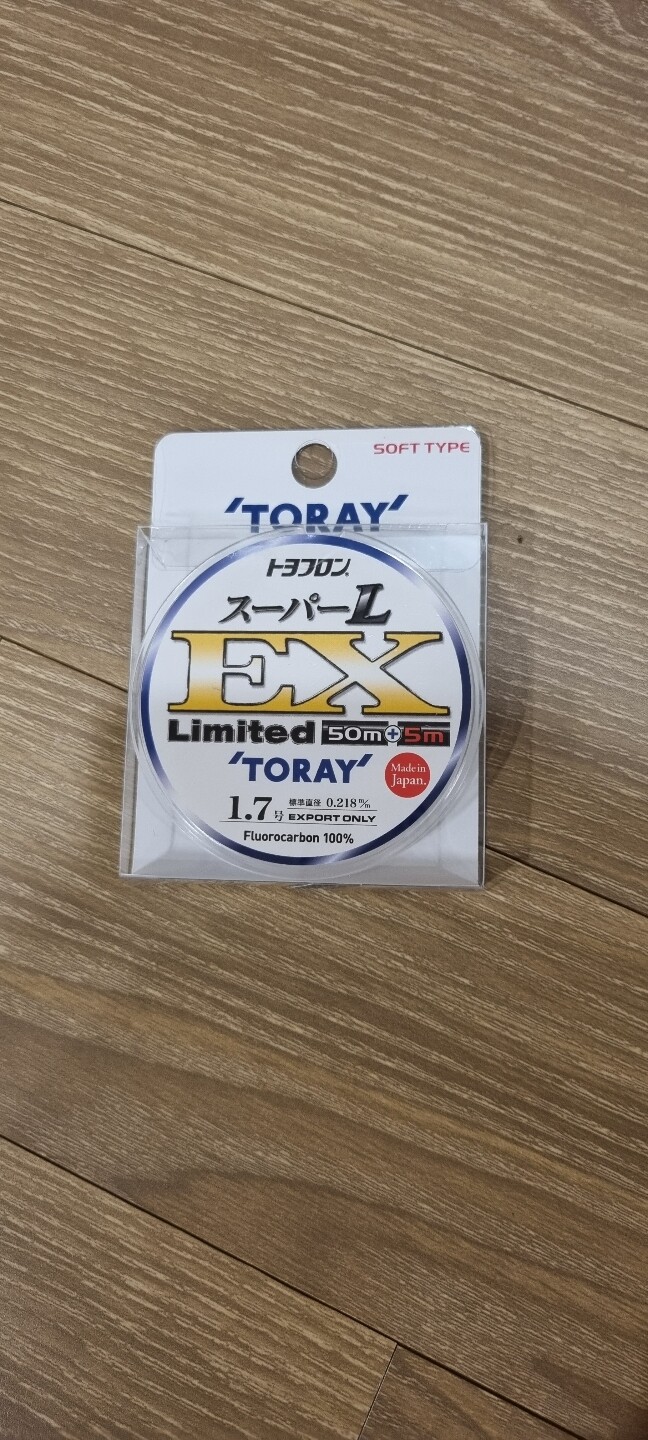 SOFT TYPE
'TORAY'
トヨフロン®
スーパーL
EX
Limited 50m+5m
'TORAY'
Made in
Japan.
1.7号 標準直径 0.218m/m
EXPORT ONLY
Fluorocarbon 100%